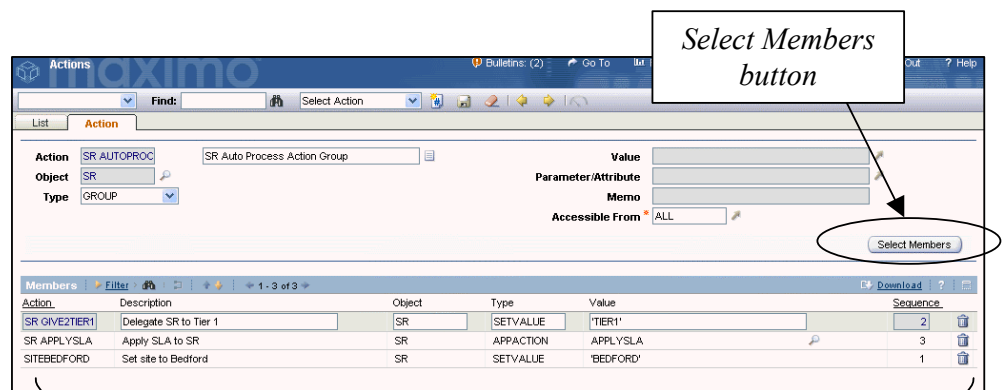 Select Members
button
Actions
maximo
Bulletins: (2) Go To Out ? Help
Find: Select Action
List Action
Action SR AUTOPROC SR Auto Process Action Group Value
Object SR Parameter/Attribute
Type GROUP Memo
Accessible From * ALL
Select Members
Members Filter 1 - 3 of 3 Download ?
Action Description Object Type Value Sequence
SR GIVE2TIER1 Delegate SR to Tier 1 SR SETVALUE 'TIER1' 2
SR APPLYSLA Apply SLA to SR SR APPACTION APPLYSLA 3
SITEBEDFORD Set site to Bedford SR SETVALUE 'BEDFORD' 1